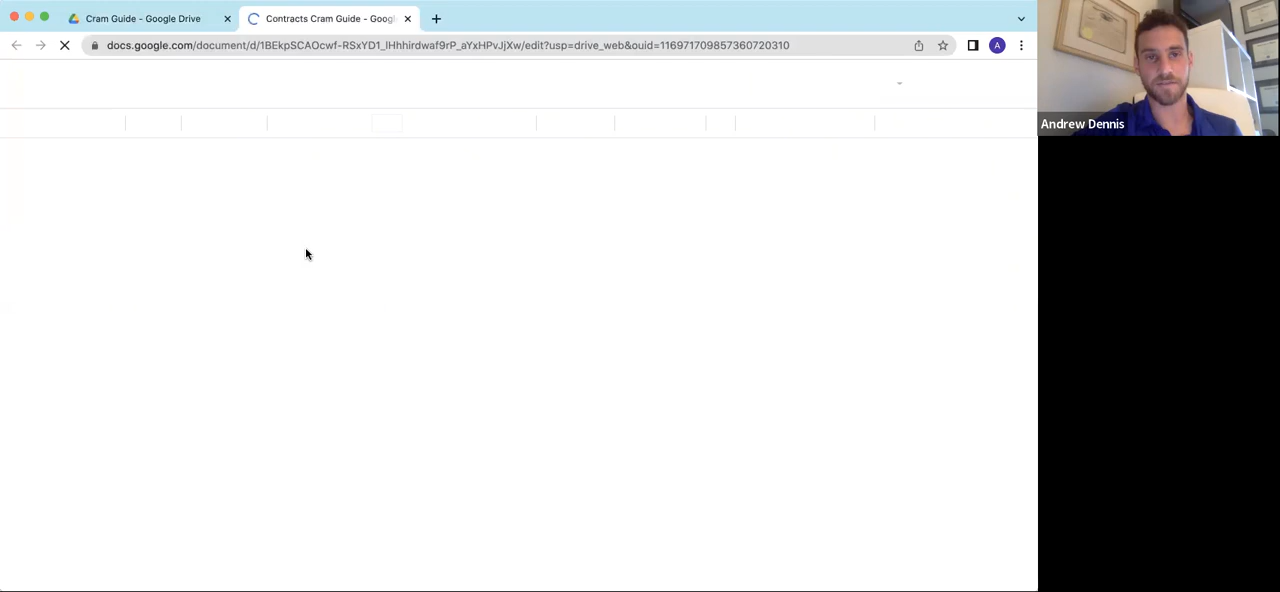 Cram Guide - Google Drive
Contracts Cram Guide - Googl
docs.google.com/document/d/1BEkpSCAOcwf-RSxYD1_lHhhirdwaf9rP_aYxHPvJjXw/edit?usp=drive_web&ouid=116971709857360720310
A
Andrew Dennis